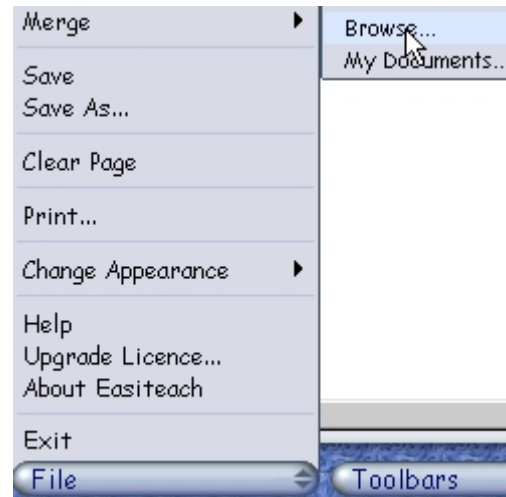 Merge
Browse...
My Documents..
Save
Save As...
Clear Page
Print...
Change Appearance
Help
Upgrade Licence...
About Easiteach
Exit
File
Toolbars